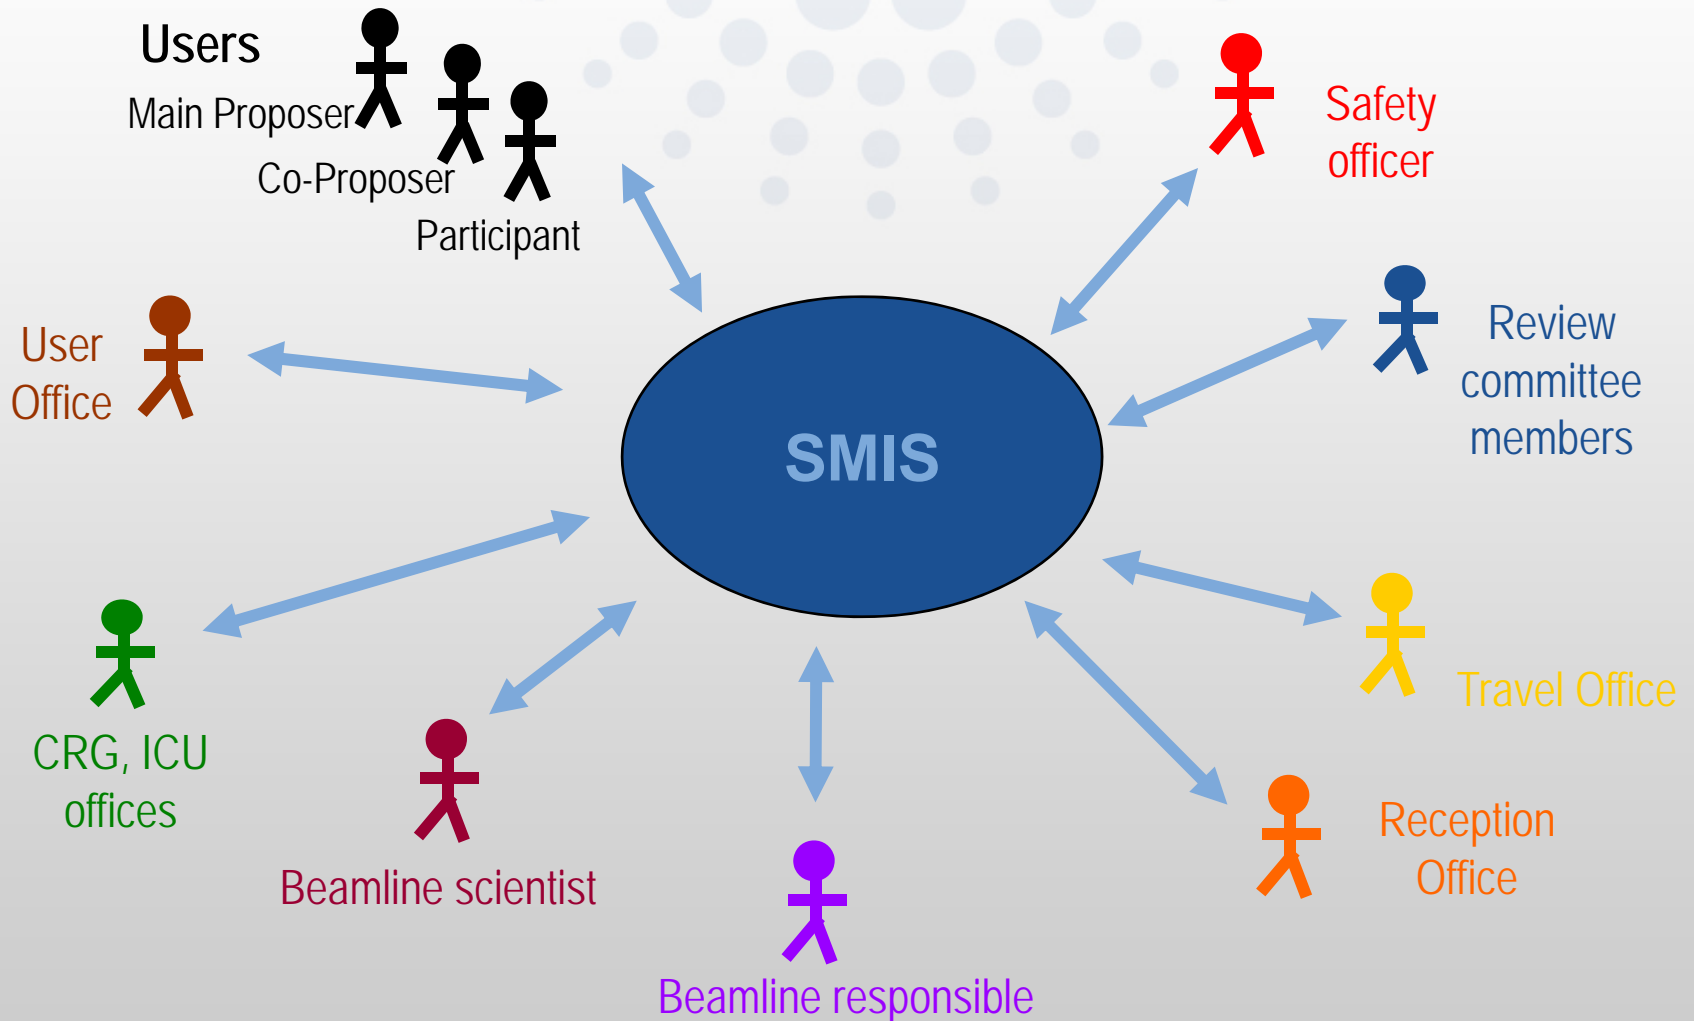 Users
Main Proposer
Co-Proposer
Participant
Safety
officer
User
Office
Review
committee
members
SMIS
CRG, ICU
offices
Beamline scientist
Beamline responsible
Travel Office
Reception
Office